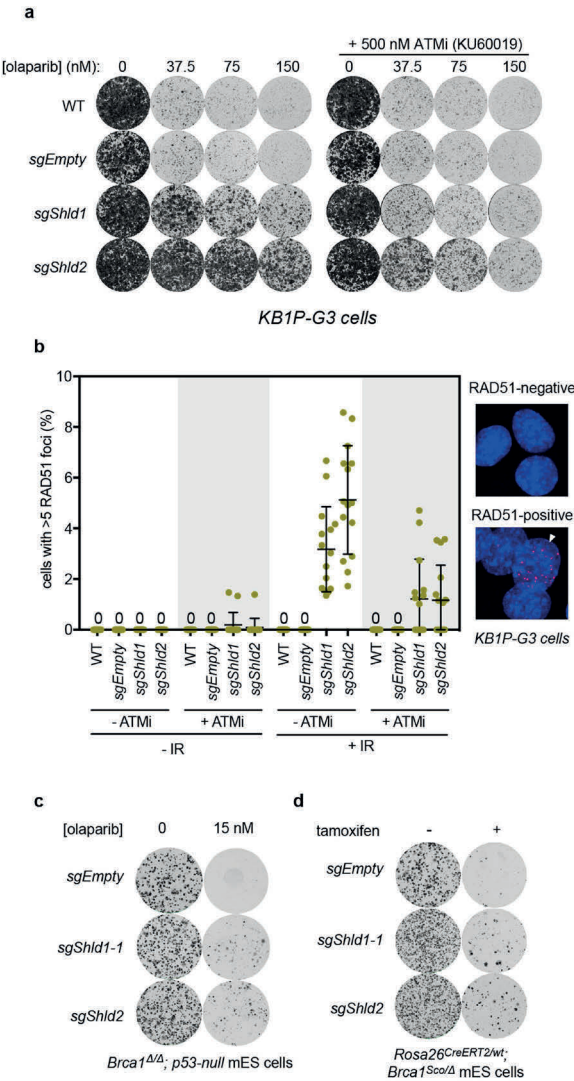 a
+ 500 nM ATMi (KU60019)
[olaparib] (nM): 0 37.5 75 150 0 37.5 75 150
WT
sgEmpty
sgShld1
sgShld2
KB1P-G3 cells
b
cells with >5 RAD51 foci (%)
10
8
6
4
2
0
0 0 0 0 0 0 0 0
WT sgEmpty sgShld1 sgShld2 WT sgEmpty sgShld1 sgShld2 WT sgEmpty sgShld1 sgShld2 WT sgEmpty sgShld1 sgShld2
- ATMi + ATMi - ATMi + ATMi
- IR + IR
RAD51-negative
RAD51-positive
KB1P-G3 cells
c
[olaparib] 0 15 nM
sgEmpty
sgShld1-1
sgShld2
Brca1Δ/Δ; p53-null mES cells
d
tamoxifen - +
sgEmpty
sgShld1-1
sgShld2
Rosa26CreERT2/wt;
Brca1Sco/Δ mES cells